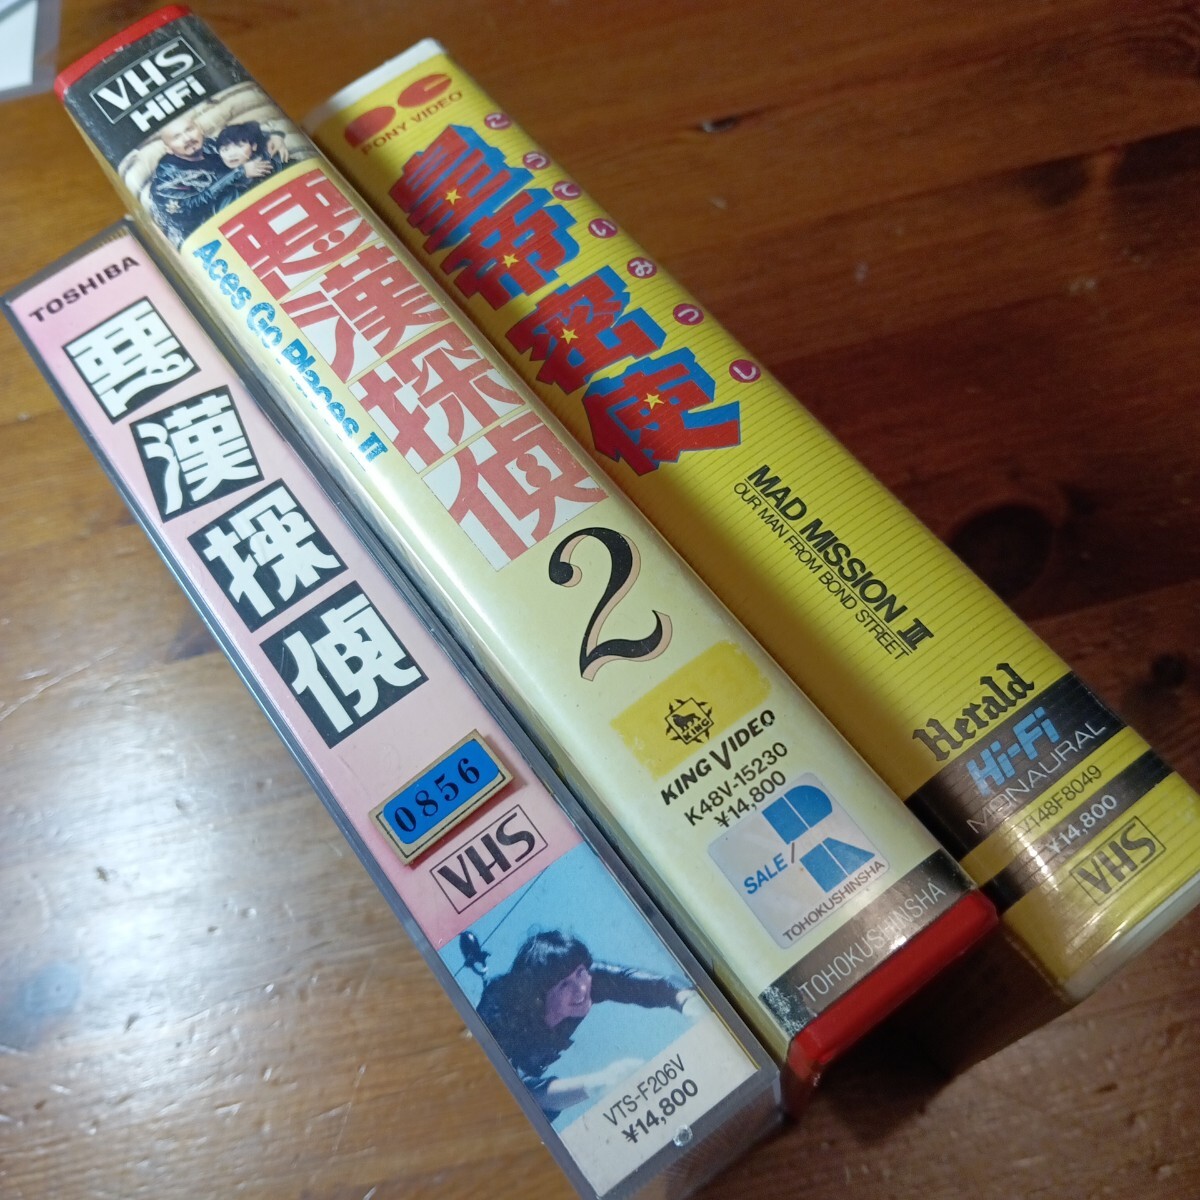 TOSHIBA
悪漢探偵
0856
VHS
VTS-F206V
¥14,800
VHS
HiFi
悪漢探偵
Aces Go Places II
2
KING
KING VIDEO
K48V-15230
¥14,800
SALE/
TOHOKUSHINSHA
TOHOKUSHINSHA
PONY VIDEO
皇帝密使
こうていみつし
MAD MISSION III
OUR MAN FROM BOND STREET
Herald
Hi-Fi
MONAURAL
V148F8049
¥14,800
VHS